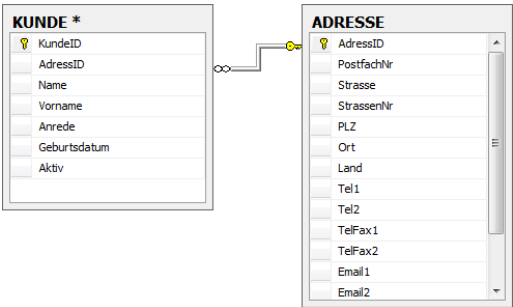 KUNDE *
KundeID
AdressID
Name
Vorname
Anrede
Geburtsdatum
Aktiv
ADRESSE
AdressID
PostfachNr
Strasse
StrassenNr
PLZ
Ort
Land
Tel1
Tel2
TelFax1
TelFax2
Email1
Email2